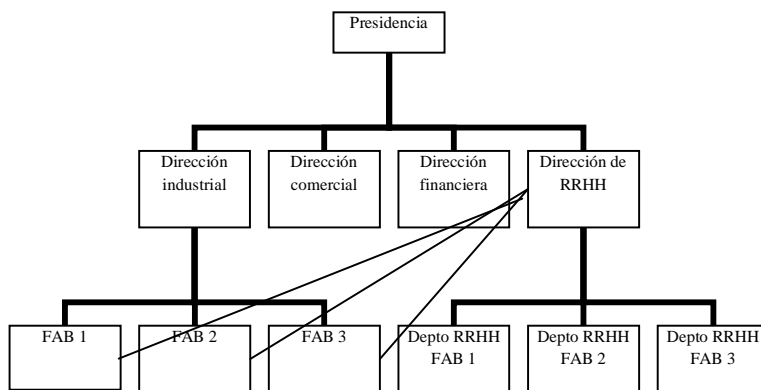 Presidencia
Dirección
industrial
Dirección
comercial
Dirección
financiera
Dirección de
RRHH
FAB 1
FAB 2
FAB 3
Depto RRHH
FAB 1
Depto RRHH
FAB 2
Depto RRHH
FAB 3